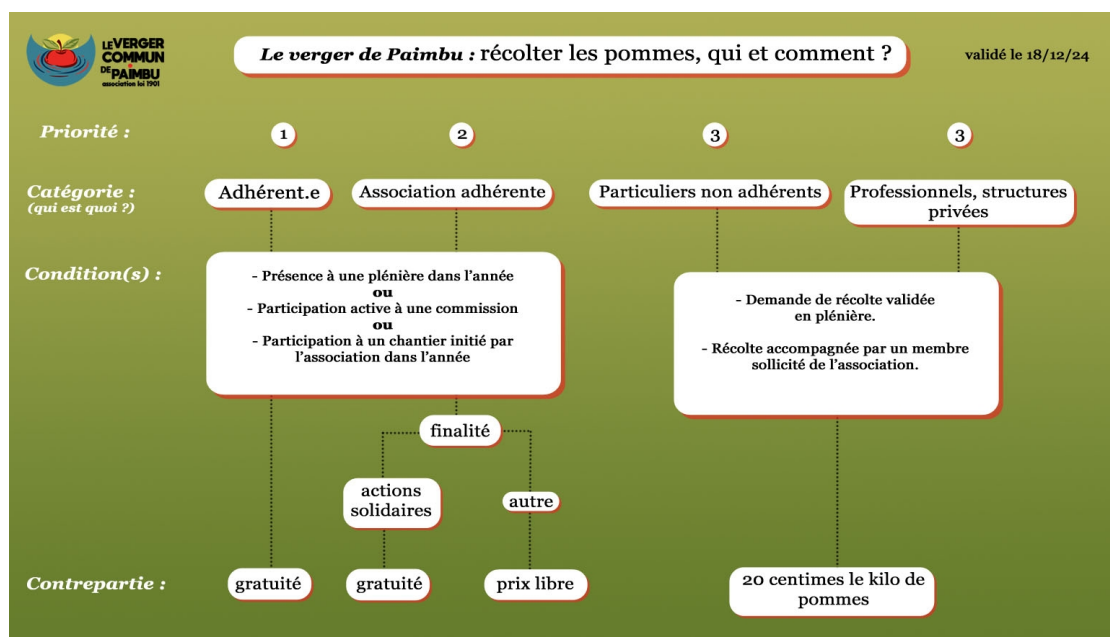 LE VERGER
COMMUN
DE PAIMBU
association loi 1901
Le verger de Paimbu : récolter les pommes, qui et comment ?
validé le 18/12/24
Priorité :
1
2
3
3
Catégorie :
(qui est quoi ?)
Adhérent.e
Association adhérente
Particuliers non adhérents
Professionnels, structures
privées
Condition(s) :
- Présence à une plénière dans l'année
ou
- Participation active à une commission
ou
- Participation à un chantier initié par
l'association dans l'année
- Demande de récolte validée
en plénière.
- Récolte accompagnée par un membre
sollicité de l'association.
finalité
actions
solidaires
autre
Contrepartie :
gratuité
gratuité
prix libre
20 centimes le kilo de
pommes